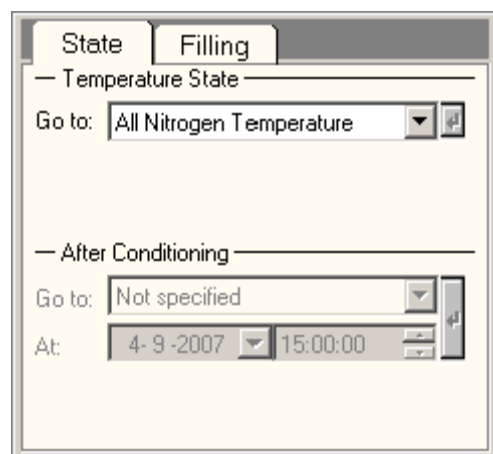 State Filling
Temperature State
Go to: All Nitrogen Temperature
After Conditioning
Go to: Not specified
At: 4- 9 -2007 15:00:00